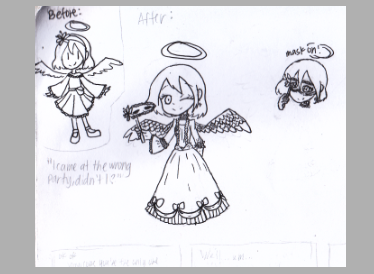 Before:
After:
mask on:
"I came at the wrong
party, didn't I?"